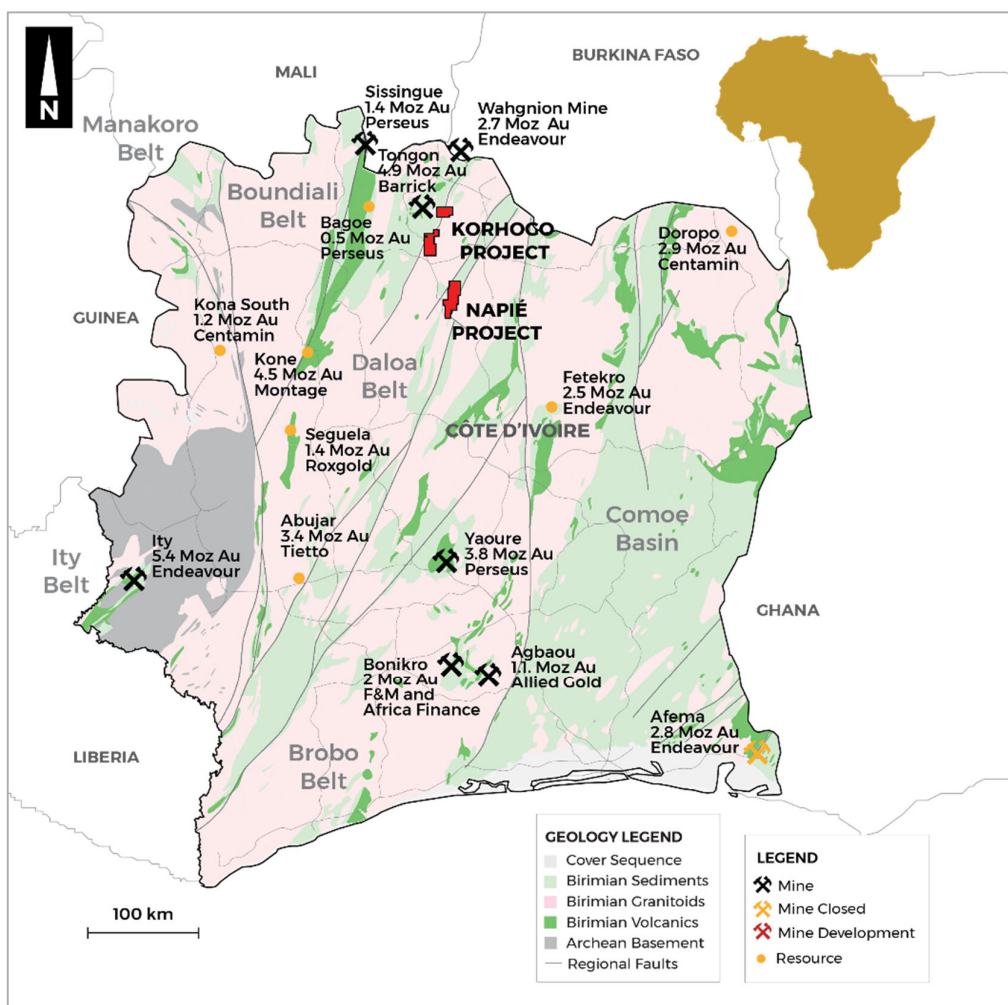 MALI
BURKINA FASO
N
Sissingue
1.4 Moz Au
Perseus
Wahgnion Mine
2.7 Moz Au
Endeavour
Manakoro
Belt
Tongon
4.9 Moz Au
Barrick
Boundiali
Belt
Bagoe
0.5 Moz Au
Perseus
KORHOGO
PROJECT
Doropo
2.9 Moz Au
Centamin
GUINEA
Kona South
1.2 Moz Au
Centamin
NAPIÉ
PROJECT
Kone
4.5 Moz Au
Montage
Daloa
Belt
Fetekro
2.5 Moz Au
Endeavour
CÔTE D'IVOIRE
Seguela
1.4 Moz Au
Roxgold
Comoe
Basin
Abujar
3.4 Moz Au
Tietto
Yaoure
3.8 Moz Au
Perseus
Ity
Belt
Ity
5.4 Moz Au
Endeavour
GHANA
Bonikro
2 Moz Au
F&M and
Africa Finance
Agbaou
1.1. Moz Au
Allied Gold
Afema
2.8 Moz Au
Endeavour
LIBERIA
Brobo
Belt
100 km
GEOLOGY LEGEND
Cover Sequence
Birimian Sediments
Birimian Granitoids
Birimian Volcanics
Archean Basement
Regional Faults
LEGEND
Mine
Mine Closed
Mine Development
Resource